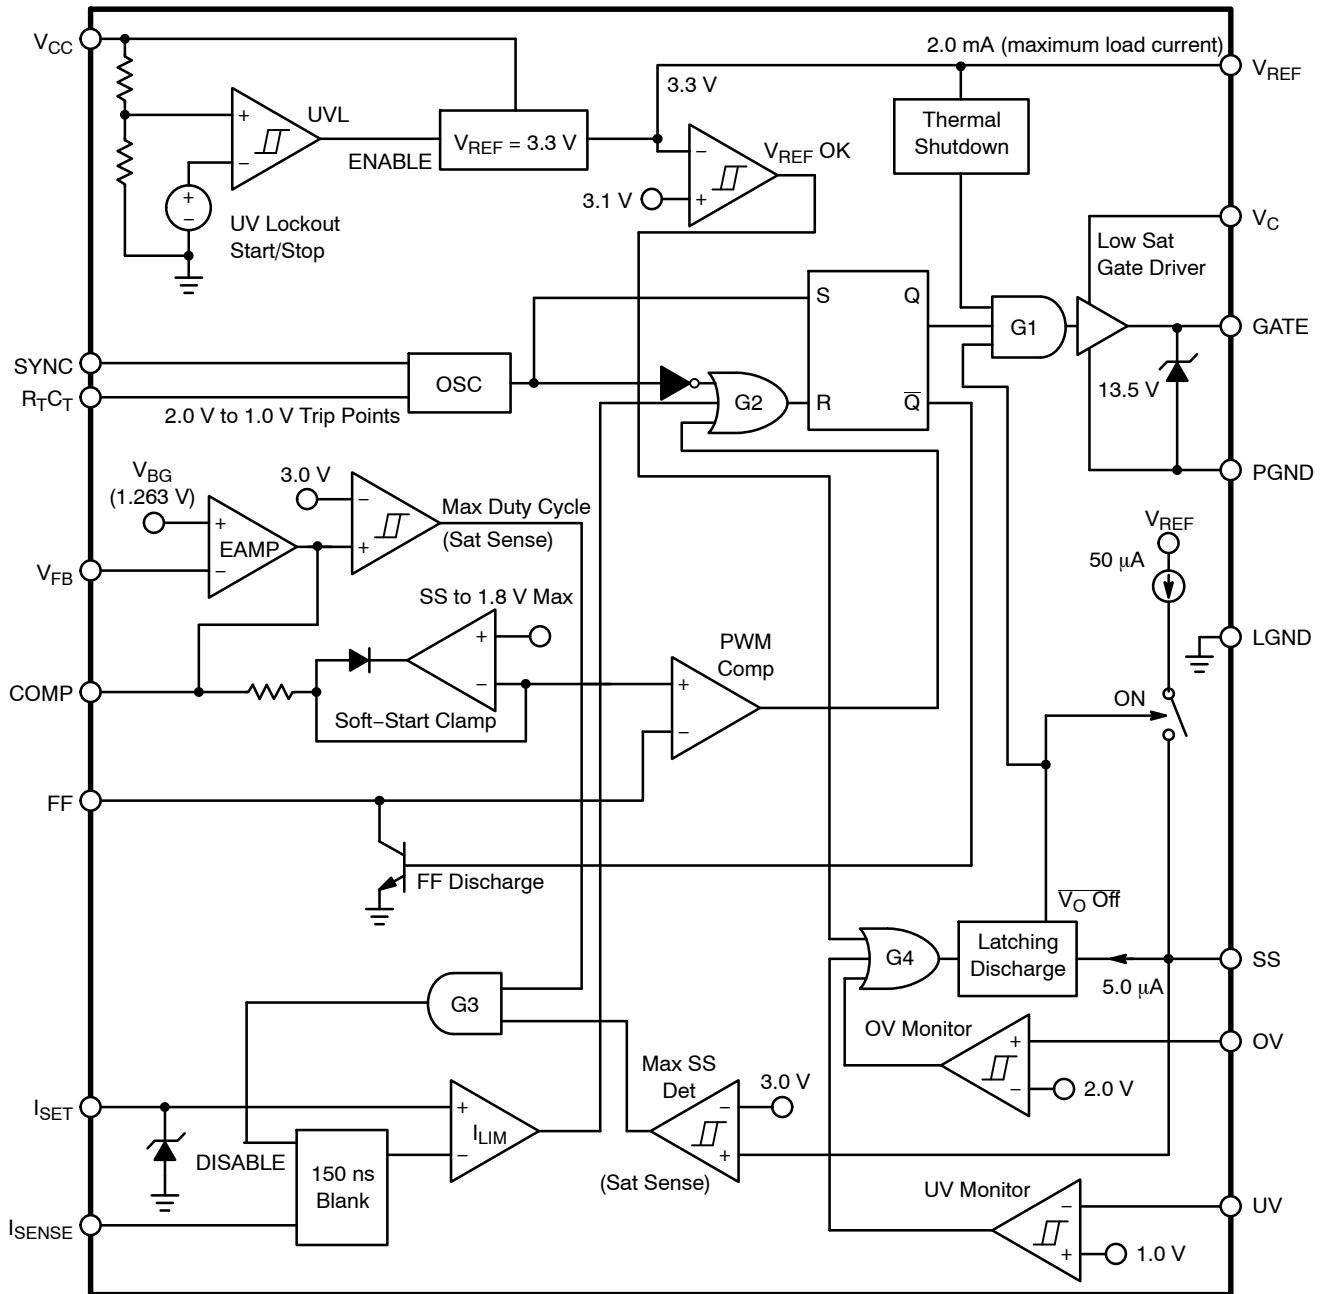 V_CC
2.0 mA (maximum load current)
V_REF
3.3 V
UVL
+
−
ENABLE
V_REF = 3.3 V
−
V_REF OK
3.1 V
+
Thermal
Shutdown
+
−
UV Lockout
Start/Stop
V_C
Low Sat
Gate Driver
S
Q
G1
GATE
SYNC
OSC
R_TC_T
2.0 V to 1.0 V Trip Points
G2
R
Q̅
13.5 V
PGND
V_BG
(1.263 V)
3.0 V
−
Max Duty Cycle
(Sat Sense)
+
EAMP
−
+
V_FB
V_REF
50 µA
SS to 1.8 V Max
+
−
PWM
Comp
LGND
COMP
Soft−Start Clamp
+
−
ON
FF
FF Discharge
V_O Off
G4
Latching
Discharge
SS
5.0 µA
G3
OV Monitor
+
−
OV
2.0 V
Max SS
Det
3.0 V
−
+
(Sat Sense)
I_SET
+
I_LIM
−
DISABLE
150 ns
Blank
I_SENSE
UV Monitor
−
+
UV
1.0 V